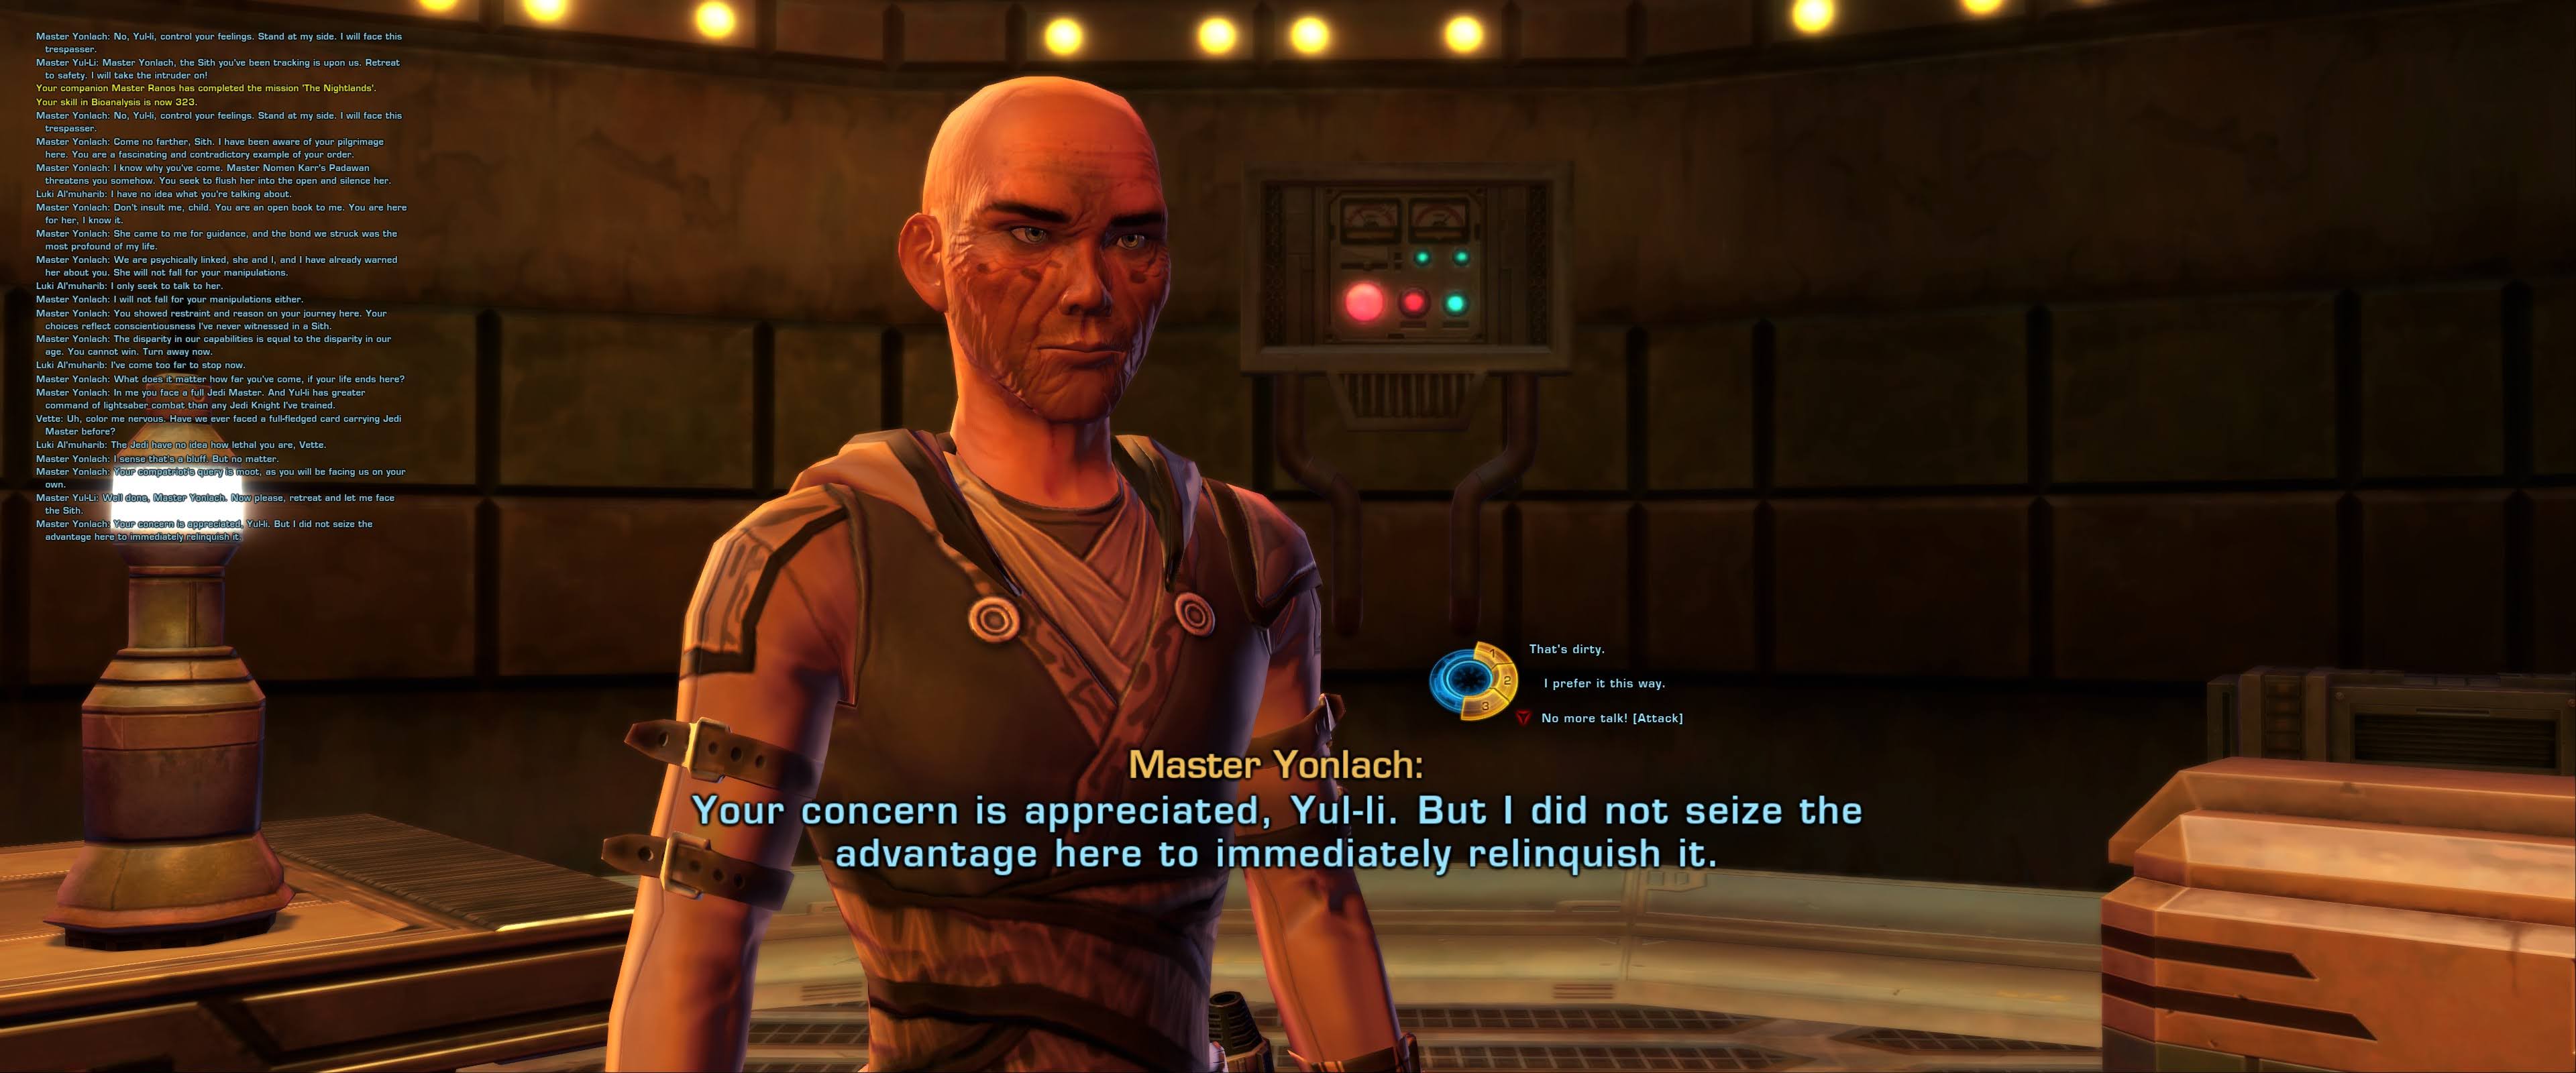 Master Yonlach: No, Yul-li, control your feelings. Stand at my side. I will face this
trespasser.
Master Yul-Li: Master Yonlach, the Sith you've been tracking is upon us. Retreat
to safety. I will take the intruder on!
Your companion Master Ranos has completed the mission 'The Nightlands'.
Your skill in Bioanalysis is now 323.
Master Yonlach: No, Yul-li, control your feelings. Stand at my side. I will face this
trespasser.
Master Yonlach: Come no farther, Sith. I have been aware of your pilgrimage
here. You are a fascinating and contradictory example of your order.
Master Yonlach: I know why you've come. Master Nomen Karr's Padawan
threatens you somehow. You seek to flush her into the open and silence her.
Luki Al'muharib: I have no idea what you're talking about.
Master Yonlach: Don't insult me, child. You are an open book to me. You are here
for her, I know it.
Master Yonlach: She came to me for guidance, and the bond we struck was the
most profound of my life.
Master Yonlach: We are psychically linked, she and I, and I have already warned
her about you. She will not fall for your manipulations.
Luki Al'muharib: I only seek to talk to her.
Master Yonlach: I will not fall for your manipulations either.
Master Yonlach: You showed restraint and reason on your journey here. Your
choices reflect conscientiousness I've never witnessed in a Sith.
Master Yonlach: The disparity in our capabilities is equal to the disparity in our
age. You cannot win. Turn away now.
Luki Al'muharib: I've come too far to stop now.
Master Yonlach: What does it matter how far you've come, if your life ends here?
Master Yonlach: In me you face a full Jedi Master. And Yul-li has greater
command of lightsaber combat than any Jedi Knight I've trained.
Vette: Uh, color me nervous. Have we ever faced a full-fledged card carrying Jedi
Master before?
Luki Al'muharib: The Jedi have no idea how lethal you are, Vette.
Master Yonlach: I sense that's a bluff. But no matter.
Master Yonlach: Your compatriot's query is moot, as you will be facing us on your
own.
Master Yul-Li: Well done, Master Yonlach. Now please, retreat and let me face
the Sith.
Master Yonlach: Your concern is appreciated, Yul-li. But I did not seize the
advantage here to immediately relinquish it.
1 That's dirty.
2 I prefer it this way.
3 No more talk! [Attack]
Master Yonlach:
Your concern is appreciated, Yul-li. But I did not seize the
advantage here to immediately relinquish it.